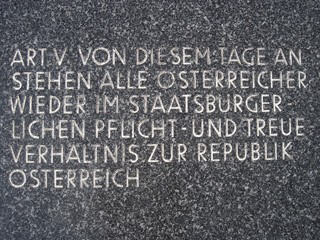 ART. V. VON DIESEM TAGE AN
STEHEN ALLE ÖSTERREICHER
WIEDER IM STAATSBÜRGER
LICHEN PFLICHT-UND TREUE
VERHÄLTNIS ZUR REPUBLIK
ÖSTERREICH